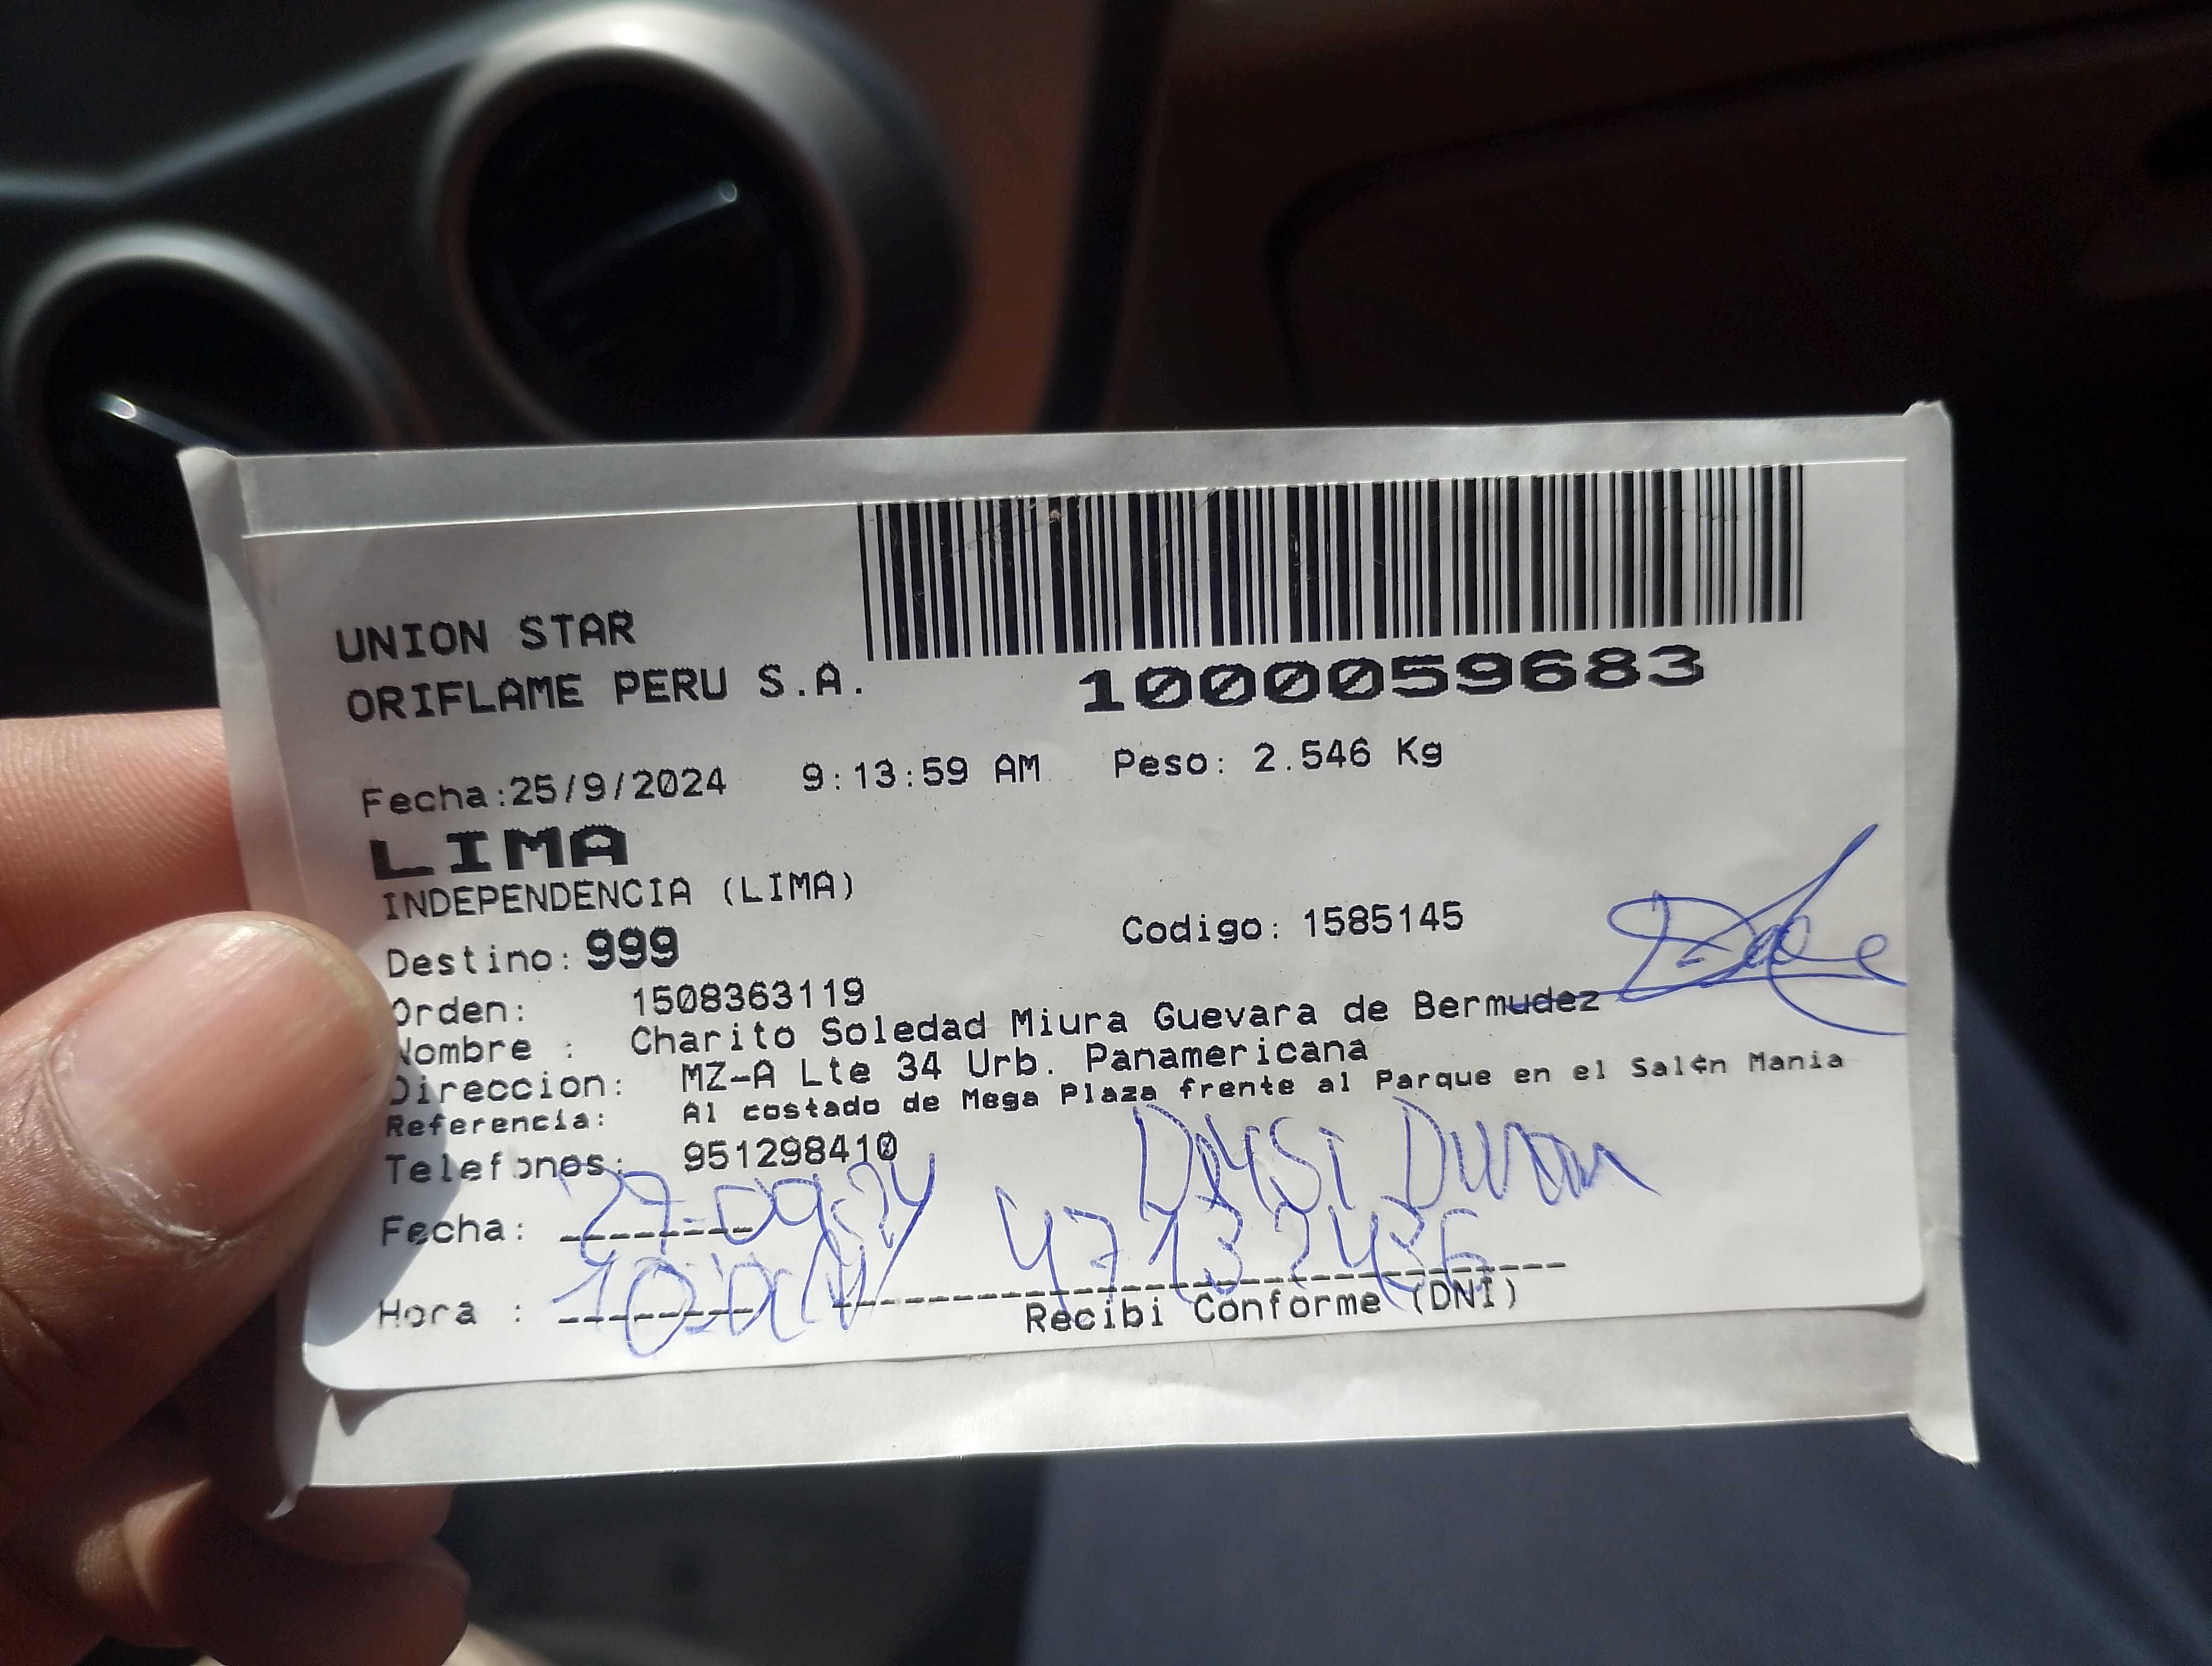 UNION STAR
ORIFLAME PERU S.A.
1000059683
Fecha:25/9/2024 9:13:59 AM Peso: 2.546 Kg
LIMA
INDEPENDENCIA (LIMA)
Destino: 999 Codigo: 1585145
Orden: 1508363119
Nombre : Charito Soledad Miura Guevara de Bermudez
Direccion: MZ-A Lte 34 Urb. Panamericana
Referencia: Al costado de Mega Plaza frente al Parque en el Salón Mania
Telefonos: 951298410
Fecha: 27-09-24
Hora :
Recibi Conforme (DNI)